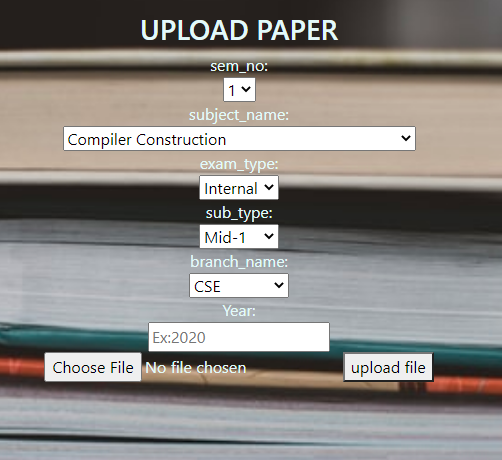 UPLOAD PAPER
sem_no:
1
subject_name:
Compiler Construction
exam_type:
Internal
sub_type:
Mid-1
branch_name:
CSE
Year:
Ex:2020
Choose File No file chosen upload file